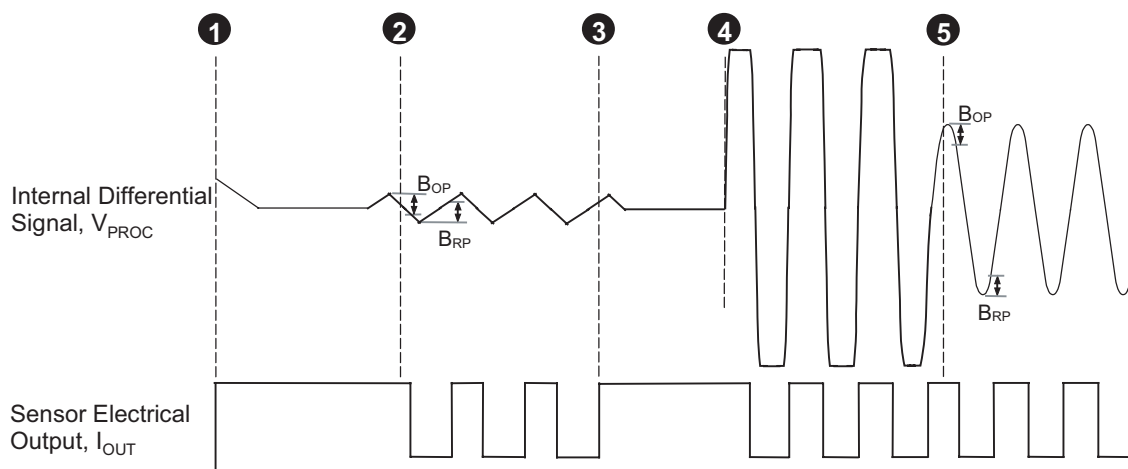 1 2 3 4 5
B_OP
B_OP
Internal Differential
Signal, V_PROC
B_RP
B_RP
Sensor Electrical
Output, I_OUT